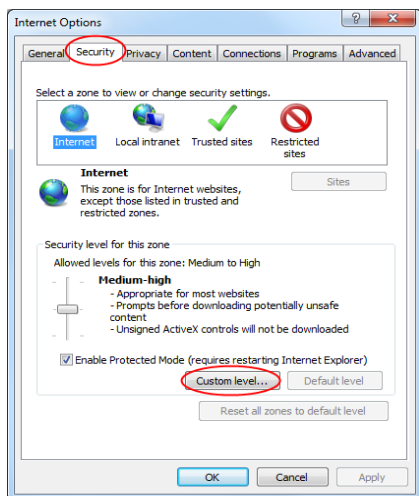 Internet Options
General Security Privacy Content Connections Programs Advanced
Select a zone to view or change security settings.
Internet Local intranet Trusted sites Restricted
sites
Internet
Sites
This zone is for Internet websites,
except those listed in trusted and
restricted zones.
Security level for this zone
Allowed levels for this zone: Medium to High
Medium-high
- Appropriate for most websites
- Prompts before downloading potentially unsafe
content
- Unsigned ActiveX controls will not be downloaded
Enable Protected Mode (requires restarting Internet Explorer)
Custom level... Default level
Reset all zones to default level
OK Cancel Apply